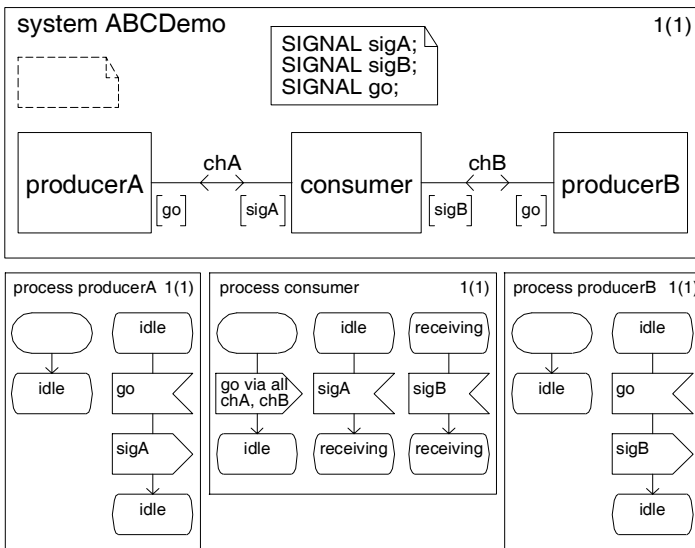 system ABCDemo 1(1)
SIGNAL sigA;
SIGNAL sigB;
SIGNAL go;
chA chB
producerA consumer producerB
[go] [sigA] [sigB] [go]
process producerA 1(1)
idle
idle
go
sigA
idle
process consumer 1(1)
go via all
chA, chB
idle
idle
sigA
receiving
receiving
sigB
receiving
process producerB 1(1)
idle
idle
go
sigB
idle